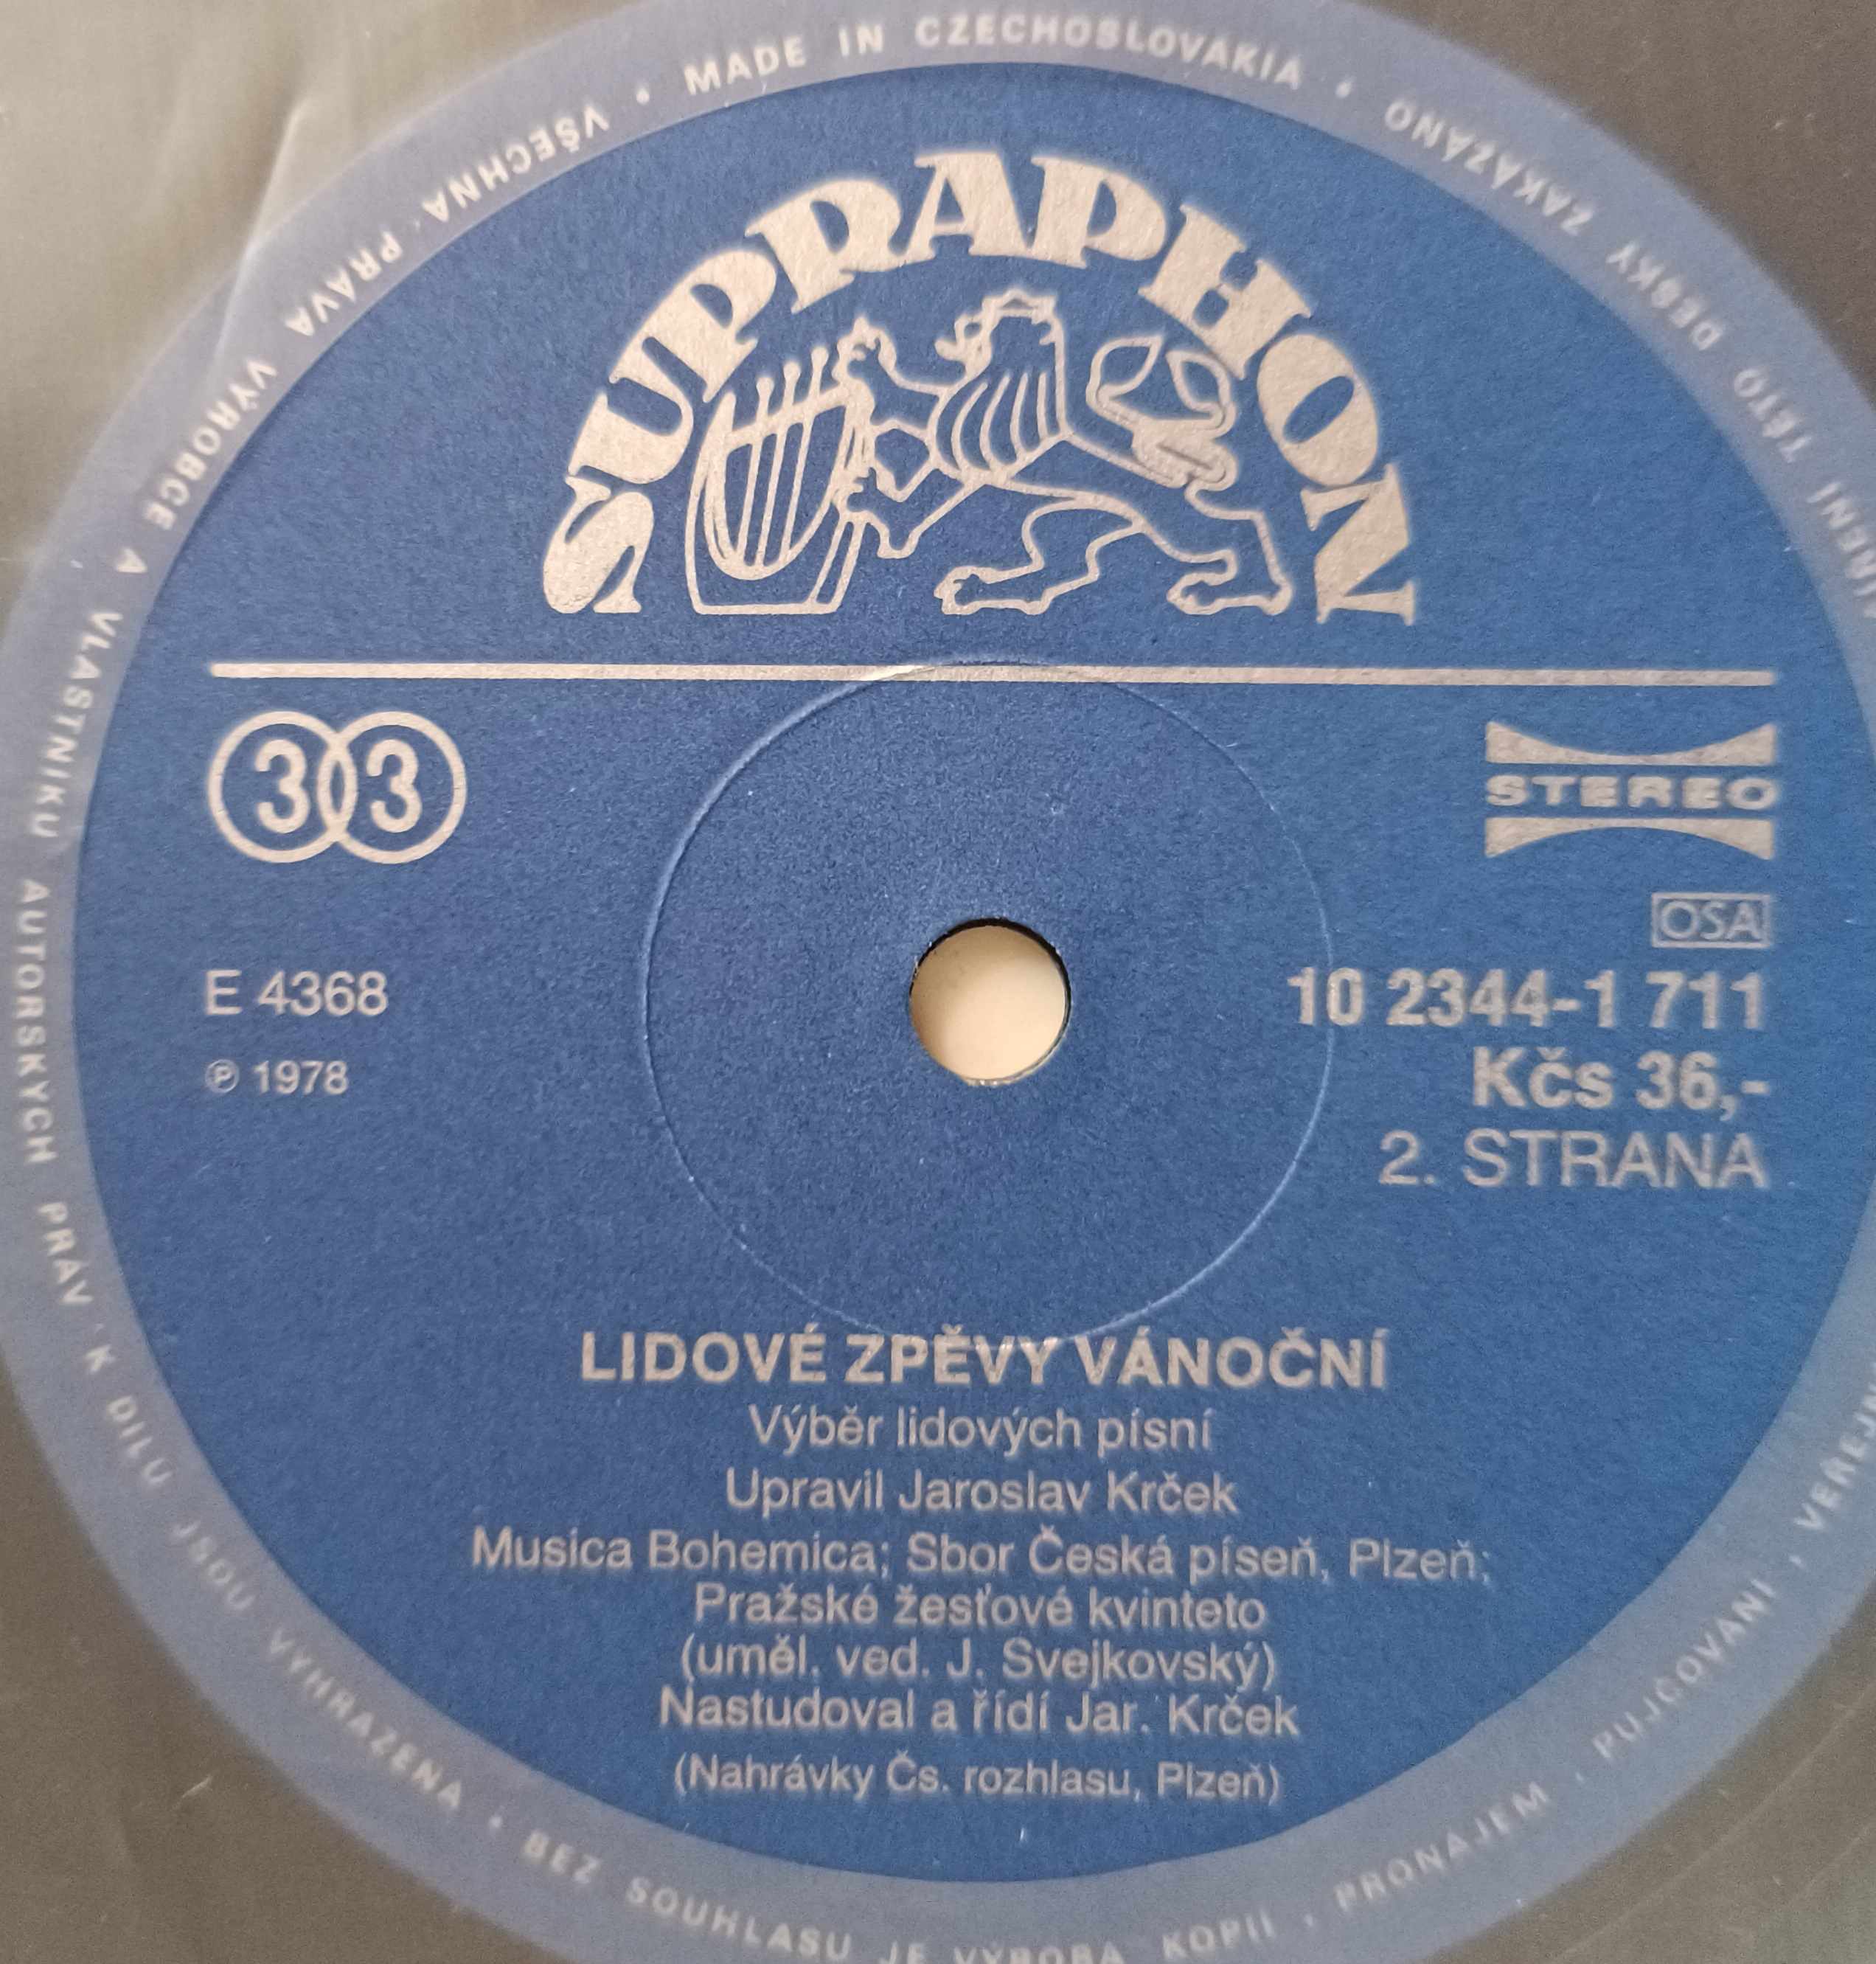 MADE IN CZECHOSLOVAKIA •
VŠECHNA PRÁVA VÝROBCE A VLASTNÍKU AUTORSKÝCH PRÁV K DÍLU JSOU VYHRAZENA • BEZ SOUHLASU JE VÝROBA KOPIÍ, PRONÁJEM, PŮJČOVÁNÍ,
TÉTO DESKY ZAKÁZÁNO
SUPRAPHON
33
STEREO
OSA
E 4368
10 2344-1 711
℗ 1978
Kčs 36,-
2. STRANA
LIDOVÉ ZPĚVY VÁNOČNÍ
Výběr lidových písní
Upravil Jaroslav Krček
Musica Bohemica; Sbor Česká píseň, Plzeň;
Pražské žesťové kvinteto
(uměl. ved. J. Svejkovský)
Nastudoval a řídí Jar. Krček
(Nahrávky Čs. rozhlasu, Plzeň)